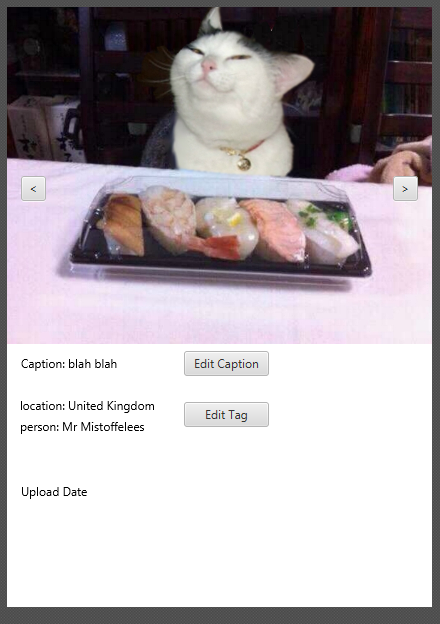 <
>
Caption: blah blah
Edit Caption
location: United Kingdom
Edit Tag
person: Mr Mistoffelees
Upload Date